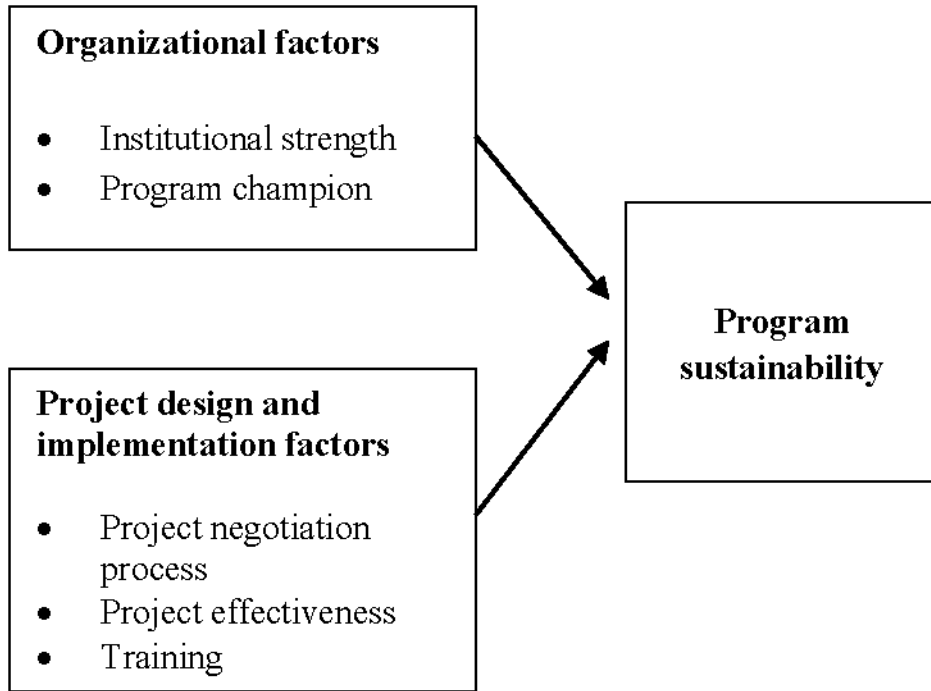 Organizational factors
• Institutional strength
• Program champion
Project design and
implementation factors
• Project negotiation
process
• Project effectiveness
• Training
Program
sustainability